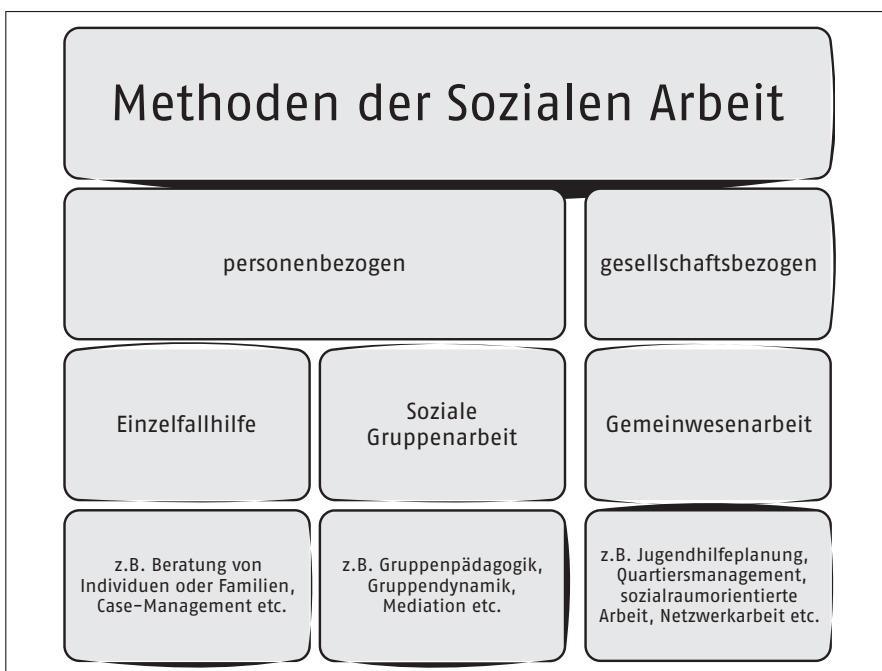 Methoden der Sozialen Arbeit
personenbezogen
gesellschaftsbezogen
Einzelfallhilfe
Soziale
Gruppenarbeit
Gemeinwesenarbeit
z.B. Beratung von
Individuen oder Familien,
Case-Management etc.
z.B. Gruppenpädagogik,
Gruppendynamik,
Mediation etc.
z.B. Jugendhilfeplanung,
Quartiersmanagement,
sozialraumorientierte
Arbeit, Netzwerkarbeit etc.